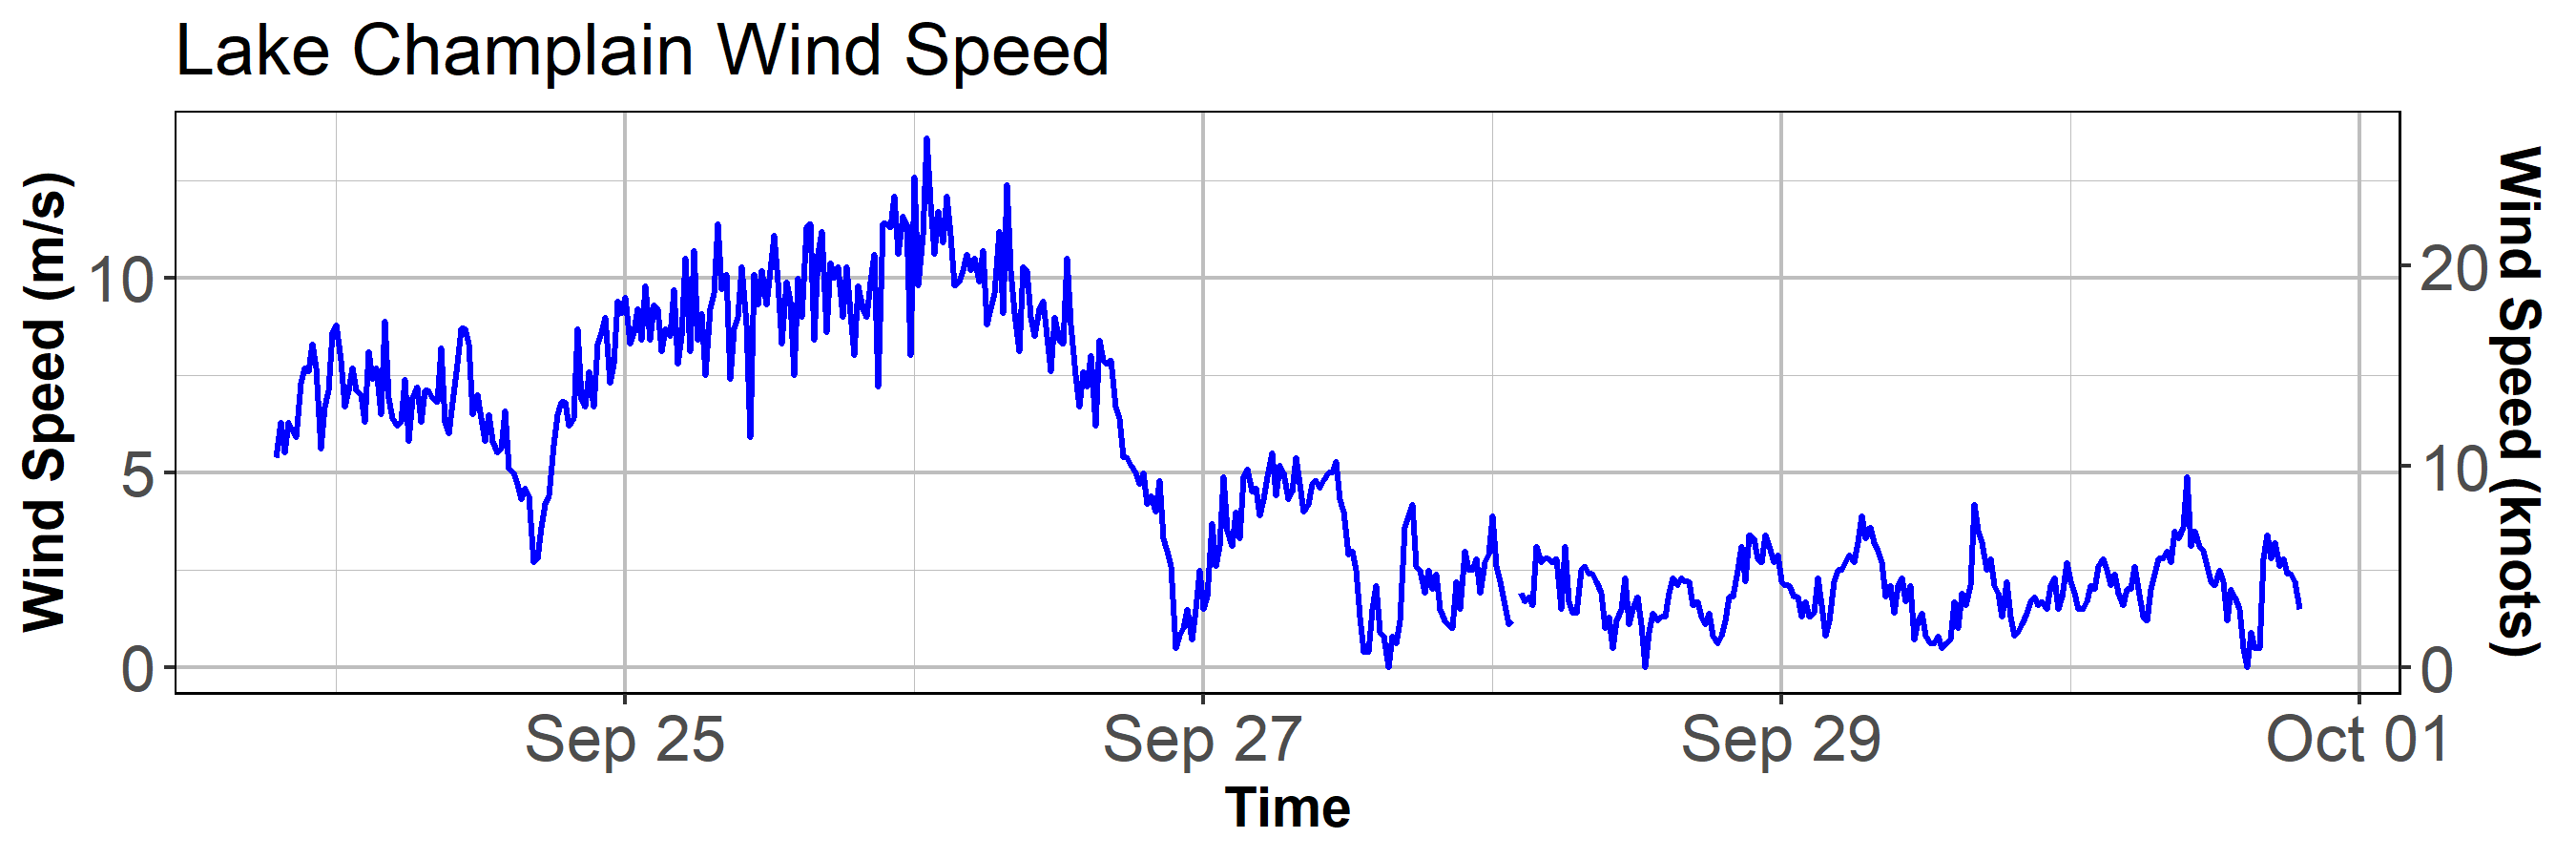 Lake Champlain Wind Speed
Wind Speed (m/s)
10
5
0
20
10
0
Wind Speed (knots)
Sep 25
Sep 27
Sep 29
Oct 01
Time